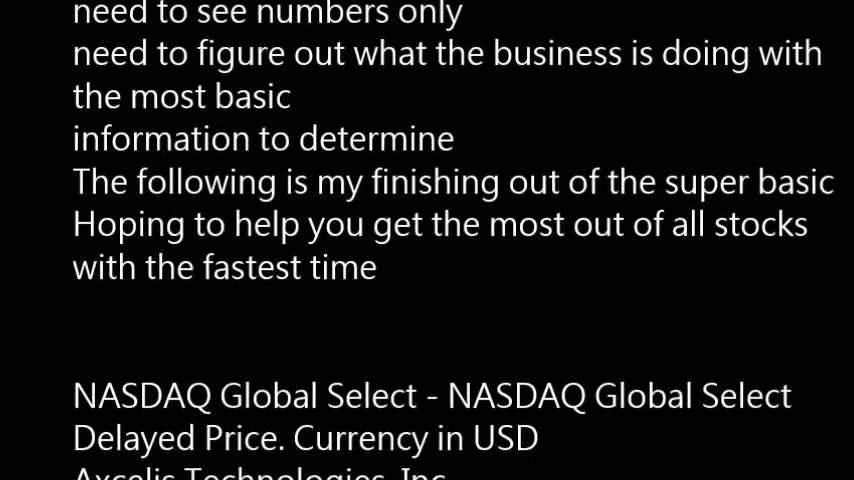 need to see numbers only
need to figure out what the business is doing with
the most basic
information to determine
The following is my finishing out of the super basic
Hoping to help you get the most out of all stocks
with the fastest time
NASDAQ Global Select - NASDAQ Global Select
Delayed Price. Currency in USD
Axcelis Technologies, Inc.